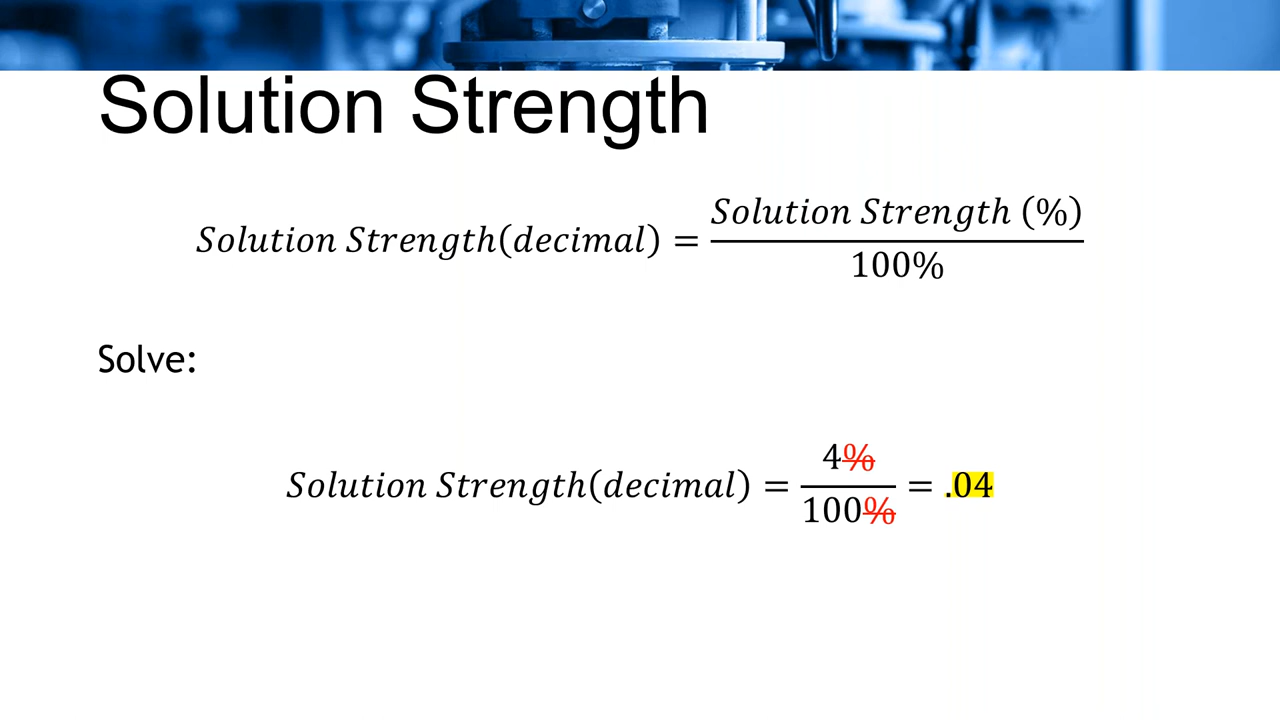 Solution Strength
Solution Strength(decimal) = Solution Strength (%) / 100%
Solve:
Solution Strength(decimal) = 4% / 100% = .04